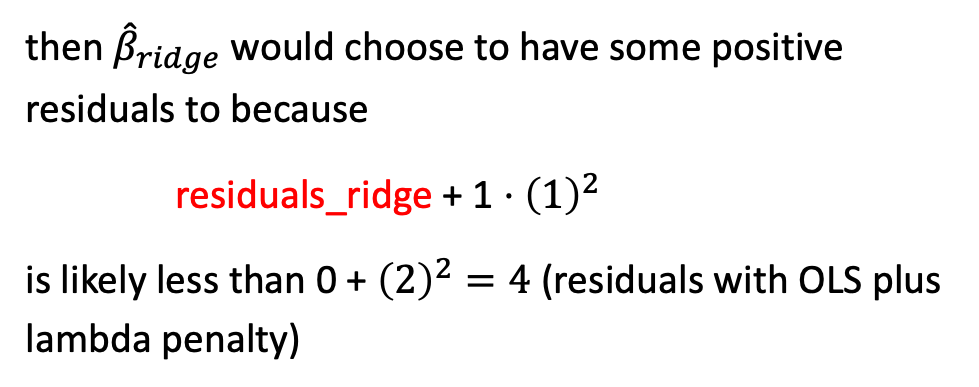 then β̂_ridge would choose to have some positive
residuals to because
residuals_ridge + 1 · (1)²
is likely less than 0 + (2)² = 4 (residuals with OLS plus
lambda penalty)